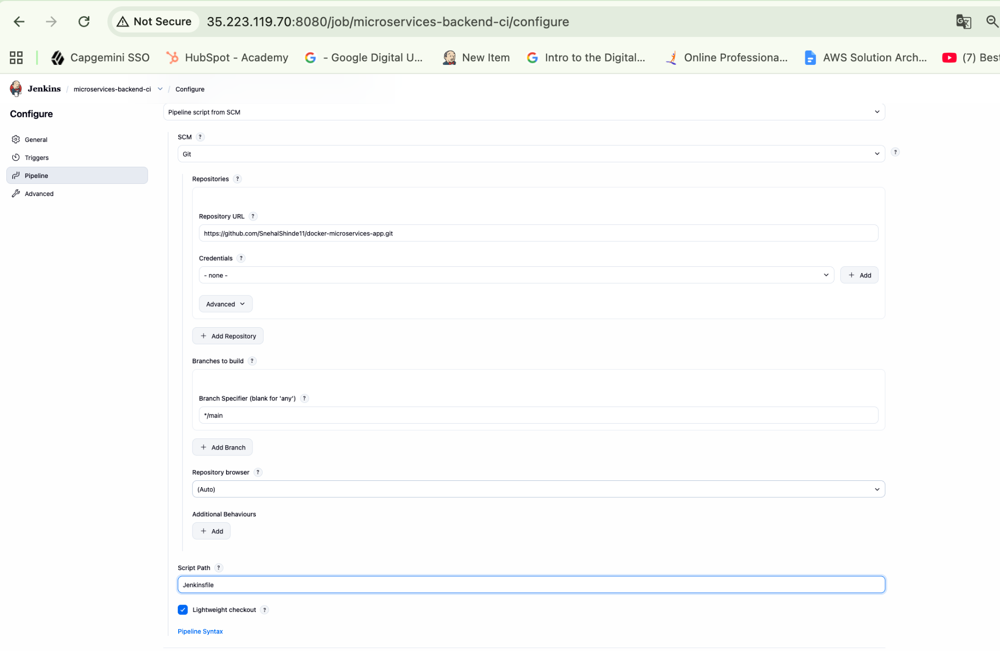 Not Secure 35.223.119.70:8080/job/microservices-backend-ci/configure
Capgemini SSO HubSpot - Academy - Google Digital U... New Item Intro to the Digital... Online Professiona... AWS Solution Arch... (7) Best
Jenkins / microservices-backend-ci / Configure
Configure
General
Triggers
Pipeline
Advanced
Pipeline script from SCM
SCM ?
Git
?
Repositories ?
Repository URL ?
https://github.com/SnehalShinde11/docker-microservices-app.git
Credentials ?
- none -
+ Add
Advanced
+ Add Repository
Branches to build ?
Branch Specifier (blank for 'any') ?
*/main
+ Add Branch
Repository browser ?
(Auto)
Additional Behaviours
+ Add
Script Path ?
Jenkinsfile
Lightweight checkout ?
Pipeline Syntax